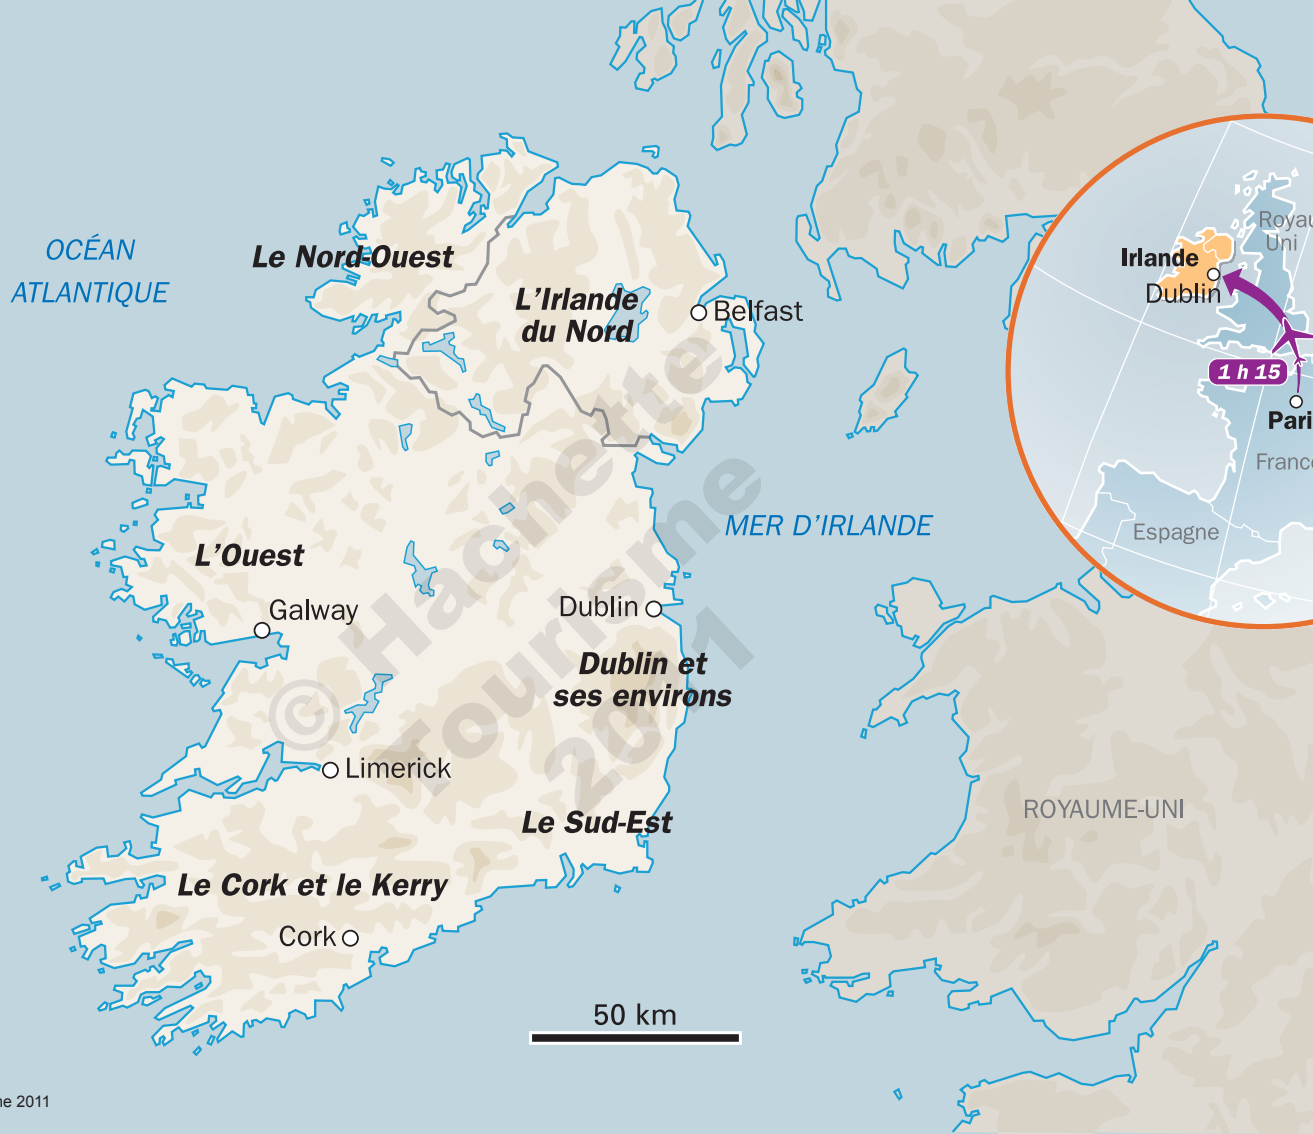 OCÉAN
ATLANTIQUE
Le Nord-Ouest
L'Irlande
du Nord
Belfast
MER D'IRLANDE
L'Ouest
Galway
Dublin
Dublin et
ses environs
Limerick
Le Sud-Est
Le Cork et le Kerry
Cork
50 km
ROYAUME-UNI
Irlande
Dublin
Royau
Uni
1 h 15
Pari
France
Espagne
© Hachette
Tourisme
2011
ne 2011